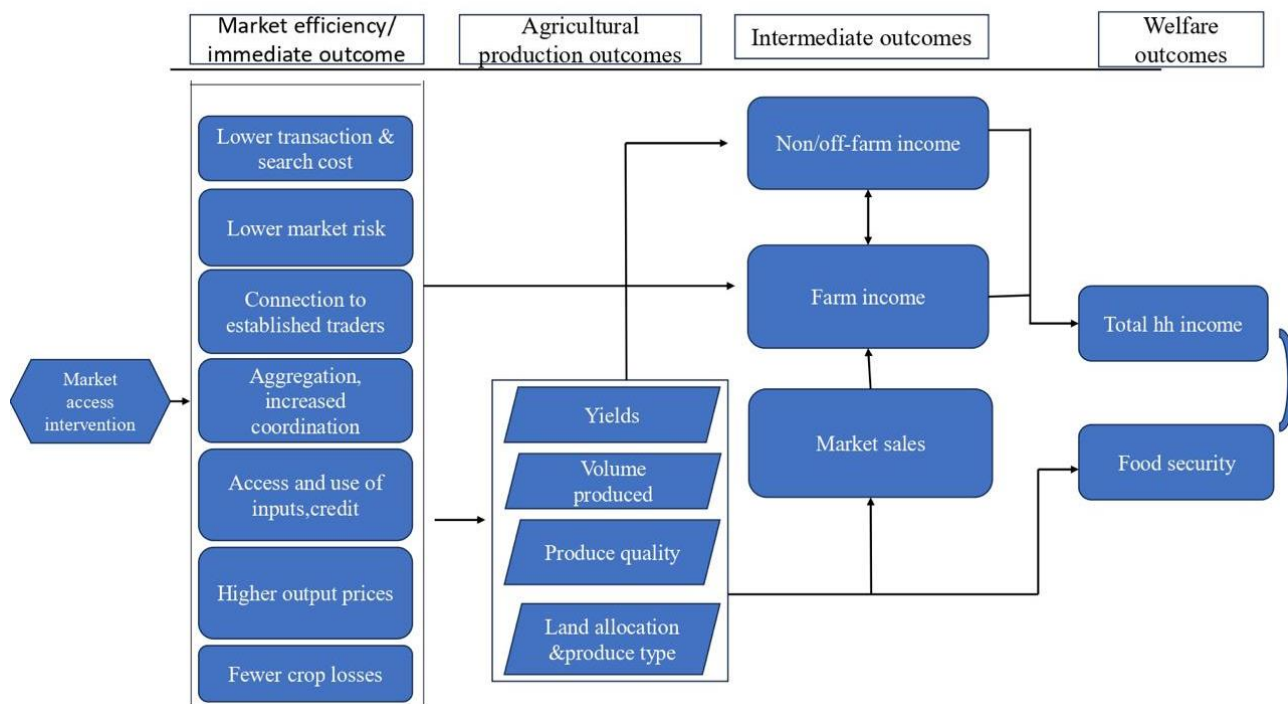 Market efficiency/
immediate outcome
Agricultural
production outcomes
Intermediate outcomes
Welfare
outcomes
Market
access
intervention
Lower transaction &
search cost
Lower market risk
Connection to
established traders
Aggregation,
increased
coordination
Access and use of
inputs,credit
Higher output prices
Fewer crop losses
Yields
Volume
produced
Produce quality
Land allocation
&produce type
Non/off-farm income
Farm income
Market sales
Total hh income
Food security